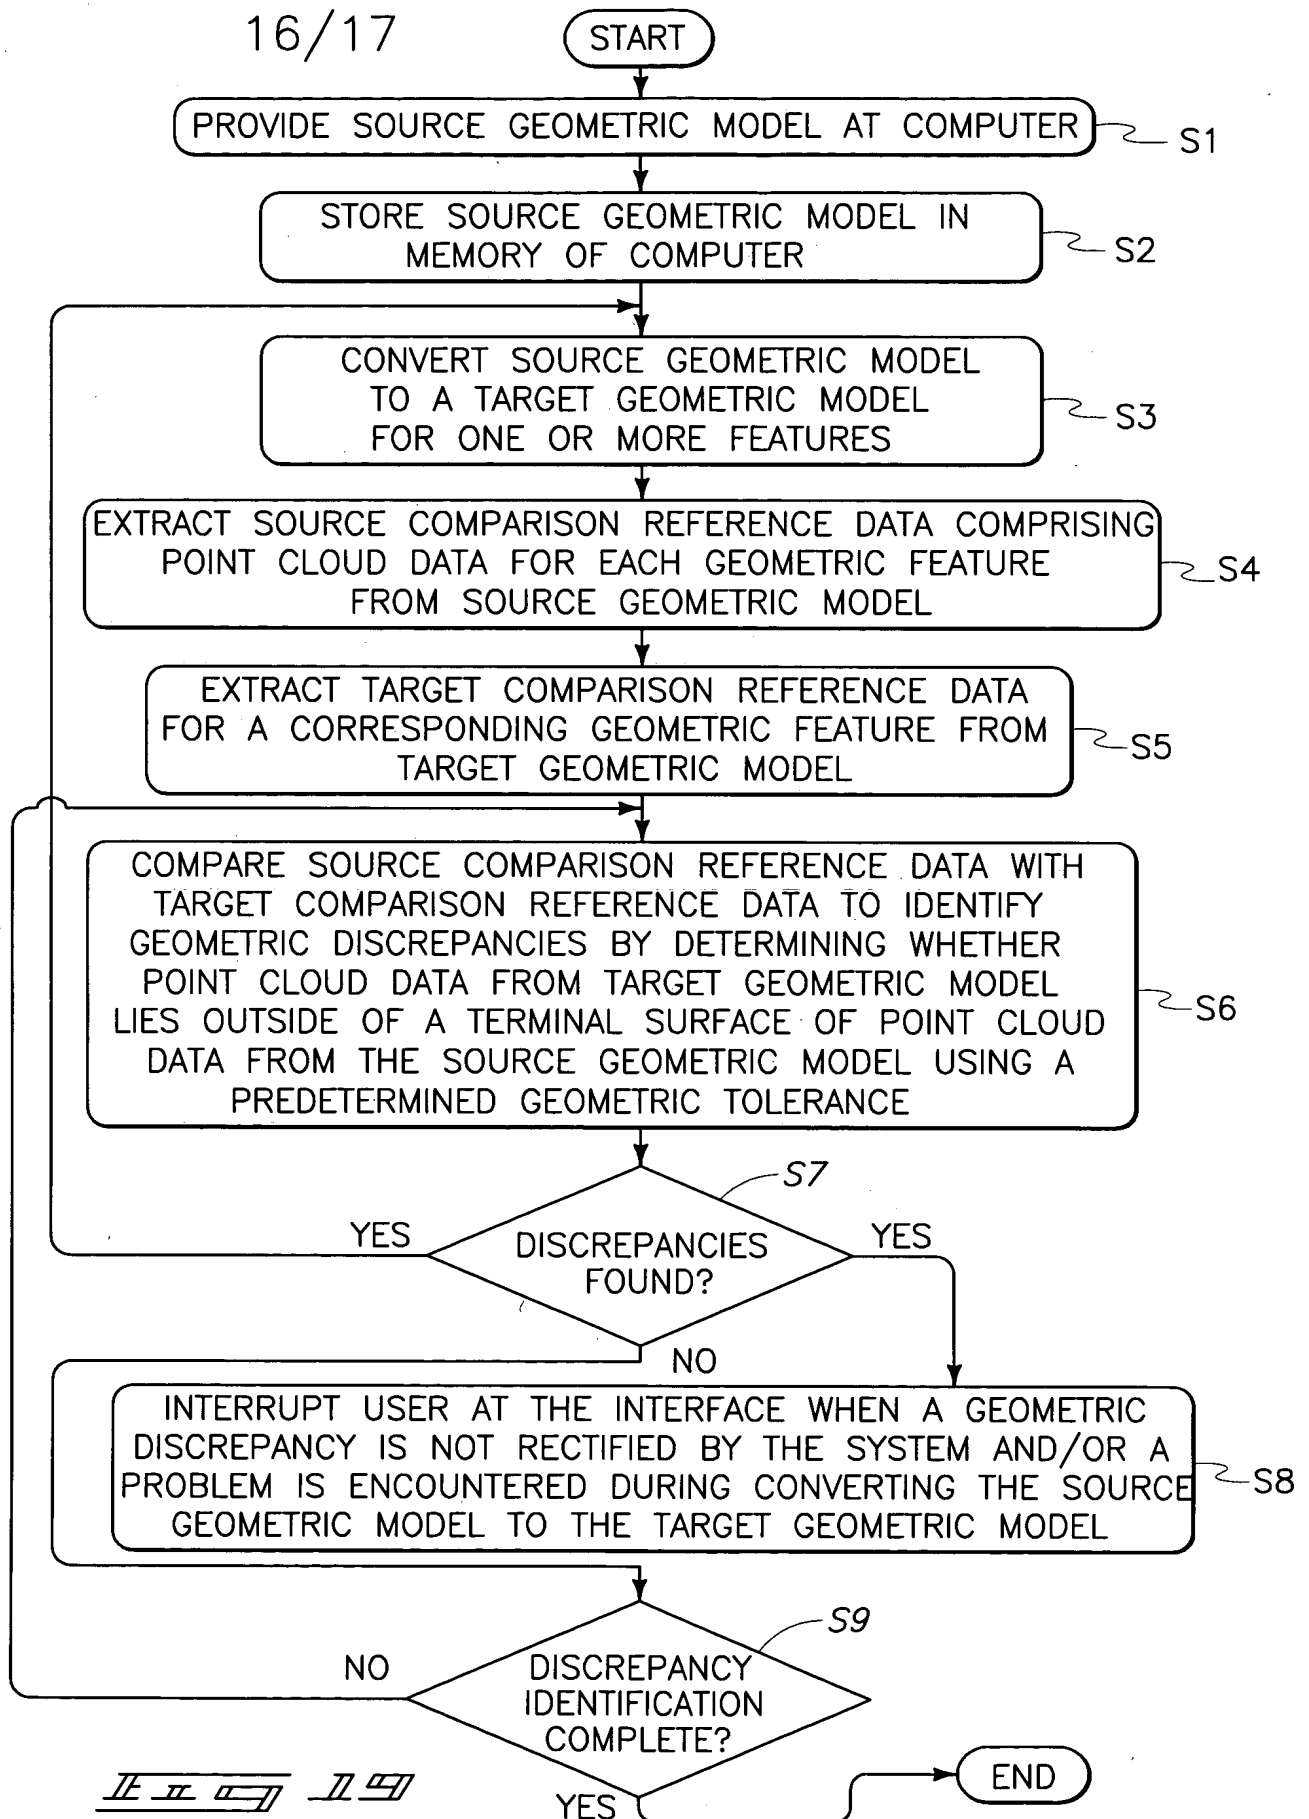 16/17
START
PROVIDE SOURCE GEOMETRIC MODEL AT COMPUTER
S1
STORE SOURCE GEOMETRIC MODEL IN
MEMORY OF COMPUTER
S2
CONVERT SOURCE GEOMETRIC MODEL
TO A TARGET GEOMETRIC MODEL
FOR ONE OR MORE FEATURES
S3
EXTRACT SOURCE COMPARISON REFERENCE DATA COMPRISING
POINT CLOUD DATA FOR EACH GEOMETRIC FEATURE
FROM SOURCE GEOMETRIC MODEL
S4
EXTRACT TARGET COMPARISON REFERENCE DATA
FOR A CORRESPONDING GEOMETRIC FEATURE FROM
TARGET GEOMETRIC MODEL
S5
COMPARE SOURCE COMPARISON REFERENCE DATA WITH
TARGET COMPARISON REFERENCE DATA TO IDENTIFY
GEOMETRIC DISCREPANCIES BY DETERMINING WHETHER
POINT CLOUD DATA FROM TARGET GEOMETRIC MODEL
LIES OUTSIDE OF A TERMINAL SURFACE OF POINT CLOUD
DATA FROM THE SOURCE GEOMETRIC MODEL USING A
PREDETERMINED GEOMETRIC TOLERANCE
S6
S7
YES
DISCREPANCIES
FOUND?
YES
NO
INTERRUPT USER AT THE INTERFACE WHEN A GEOMETRIC
DISCREPANCY IS NOT RECTIFIED BY THE SYSTEM AND/OR A
PROBLEM IS ENCOUNTERED DURING CONVERTING THE SOURCE
GEOMETRIC MODEL TO THE TARGET GEOMETRIC MODEL
S8
S9
NO
DISCREPANCY
IDENTIFICATION
COMPLETE?
YES
END
FIG 19